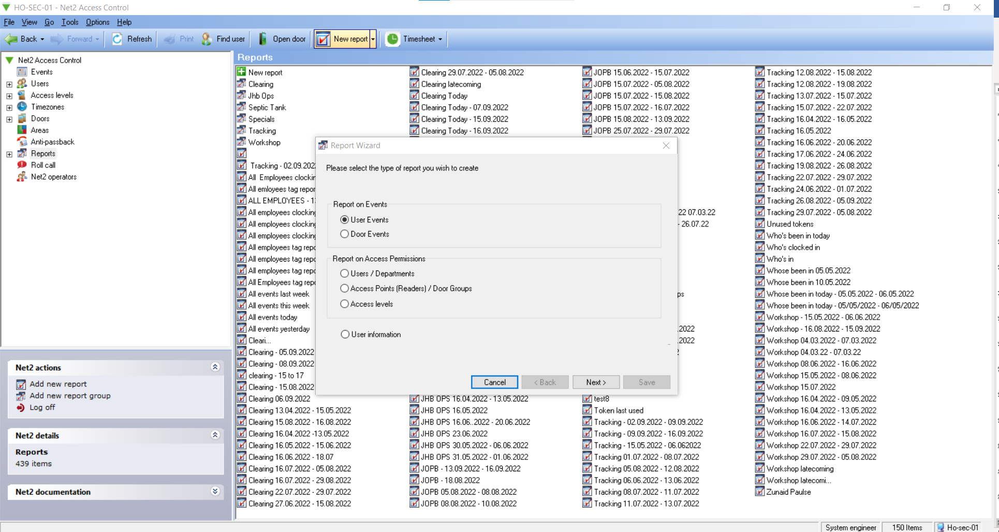 HO-SEC-01 - Net2 Access Control
File View Go Tools Options Help
Back Forward Refresh Print Find user Open door New report Timesheet
Net2 Access Control
Events
Users
Access levels
Timezones
Doors
Areas
Anti-passback
Reports
Roll call
Net2 operators
Net2 actions
Add new report
Add new report group
Log off
Net2 details
Reports
439 items
Net2 documentation
Reports
New report
Clearing
Jhb Ops
Septic Tank
Specials
Tracking
Workshop
Tracking - 02.09.202
All Employees clockin
All emloyees tag repor
ALL EMPLOYEES - 1
All employees clocking
All employees clocking
All employees clocking
All employees tag repo
All employees tag repo
All employees tag repo
All Employees tag repo
All events last week
All events this week
All events today
All events yesterday
Cleari...
Clearing - 05.09.2022
Clearing - 08.09.2022
clearing - 15 to 17
Clearing - 15.08.2022
Clearing 06.09.2022
Clearing 13.04.2022 - 15.05.2022
Clearing 15.08.2022 - 16.08.2022
Clearing 16.04.2022 -13.05.2022
Clearing 16.05.2022 - 15.06.2022
Clearing 16.06.2022 - 18.07
Clearing 16.07.2022 - 05.08.2022
Clearing 16.07.2022 - 29.08.2022
Clearing 22.07.2022 - 29.07.2022
Clearing 27.06.2022 - 15.08.2022
Clearing 29.07.2022 - 05.08.2022
Clearing latecoming
Clearing Today
Clearing Today - 07.09.2022
Clearing Today - 15.09.2022
Clearing Today - 16.09.2022
JHB OPS 16.04.2022 - 13.05.2022
JHB OPS 16.05.2022
JHB OPS 16.06..2022 - 20.06.2022
JHB OPS 23.06.2022
JHB OPS 30.05.2022 - 06.06.2022
JHB OPS 31.05.2022 - 01.06.2022
JOPB - 13.09.2022 - 16.09.2022
JOPB - 18.08.2022
JOPB 05.08.2022 - 08.08.2022
JOPB 08.08.2022 - 10.08.2022
JOPB 15.06.2022 - 15.07.2022
JOPB 15.07.2022 - 05.08.2022
JOPB 15.07.2022 - 15.08.2022
JOPB 15.07.2022 - 16.07.2022
JOPB 15.08.2022 - 13.09.2022
JOPB 25.07.2022 - 29.07.2022
22 07.03.22
- 26.07.22
ps
.2022
.2022
test8
Token last used
Tracking - 02.09.2022 - 09.09.2022
Tracking - 09.09.2022 - 16.09.2022
Tracking - 15.05.2022 - 06.062022
Tracking 01.07.2022 - 08.07.2022
Tracking 05.08.2022 - 12.08.2022
Tracking 06.06.2022 - 13.06.2022
Tracking 08.07.2022 - 11.07.2022
Tracking 11.07.2022 - 13.07.2022
Tracking 12.08.2022 - 15.08.2022
Tracking 12.08.2022 - 19.08.2022
Tracking 13.07.2022 - 15.07.2022
Tracking 15.07.2022 - 22.07.2022
Tracking 16.04.2022 - 16.05.2022
Tracking 16.05.2022
Tracking 16.06.2022 - 20.06.2022
Tracking 17.06.2022 - 24.06.2022
Tracking 19.08.2022 - 26.08.2022
Tracking 22.07.2022 - 29.07.2022
Tracking 24.06.2022 - 01.07.2022
Tracking 26.08.2022 - 05.09.2022
Tracking 29.07.2022 - 05.08.2022
Unused tokens
Who's been in today
Who's clocked in
Who's in
Whose been in 05.05.2022
Whose been in 10.05.2022
Whose been in today - 05.05.2022 - 06.05.2022
Whose been in today - 05/05/2022 - 06/05/2022
Workshop - 15.05.2022 - 06.06.2022
Workshop - 16.08.2022 - 15.09.2022
Workshop 04.03.2022 - 07.03.2022
Workshop 04.03.22 - 07.03.22
Workshop 08.06.2022 - 16.06.2022
Workshop 15.05.2022 - 08.06.2022
Workshop 15.07.2022
Workshop 16.04.2022 - 09.05.2022
Workshop 16.04.2022 - 13.05.2022
Workshop 16.06.2022 - 14.07.2022
Workshop 16.07.2022 - 15.08.2022
Workshop 22.07.2022 - 29.07.2022
Workshop 29.07.2022 - 05.08.2022
Workshop latecoming
Workshop latecomi...
Zunaid Paulse
Report Wizard
Please select the type of report you wish to create
Report on Events
User Events
Door Events
Report on Access Permissions
Users / Departments
Access Points (Readers) / Door Groups
Access levels
User information
Cancel < Back Next > Save
System engineer 150 Items Ho-sec-01